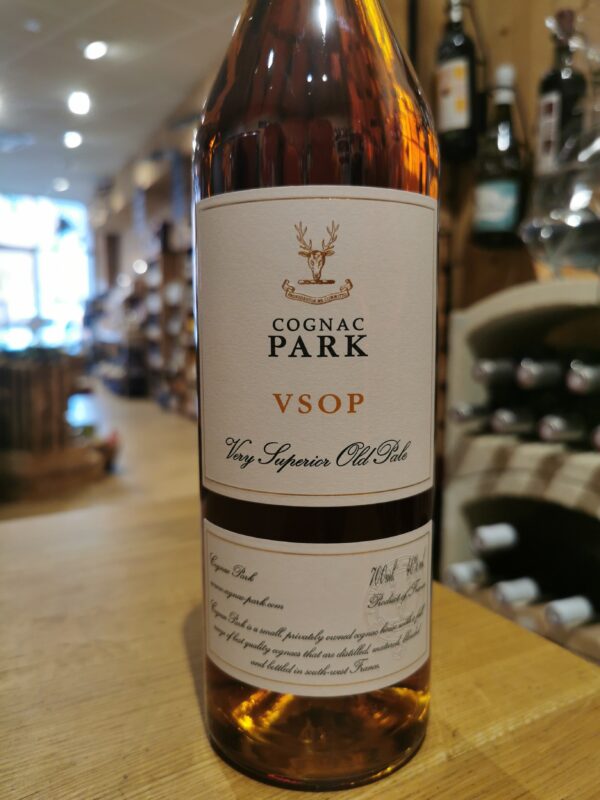 COGNAC
PARK
VSOP
Very Superior Old Pale
Cognac Park
www.cognac-park.com
700ml 40%vol
Product of France
Cognac Park is a small, privately owned cognac house with a full
range of best quality cognacs that are distilled, matured, blended
and bottled in south-west France.